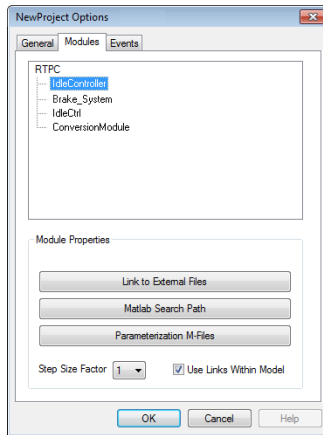 NewProject Options
General Modules Events
RTPC
IdleController
Brake_System
IdleCtrl
ConversionModule
Module Properties
Link to External Files
Matlab Search Path
Parameterization M-Files
Step Size Factor 1 Use Links Within Model
OK Cancel Help